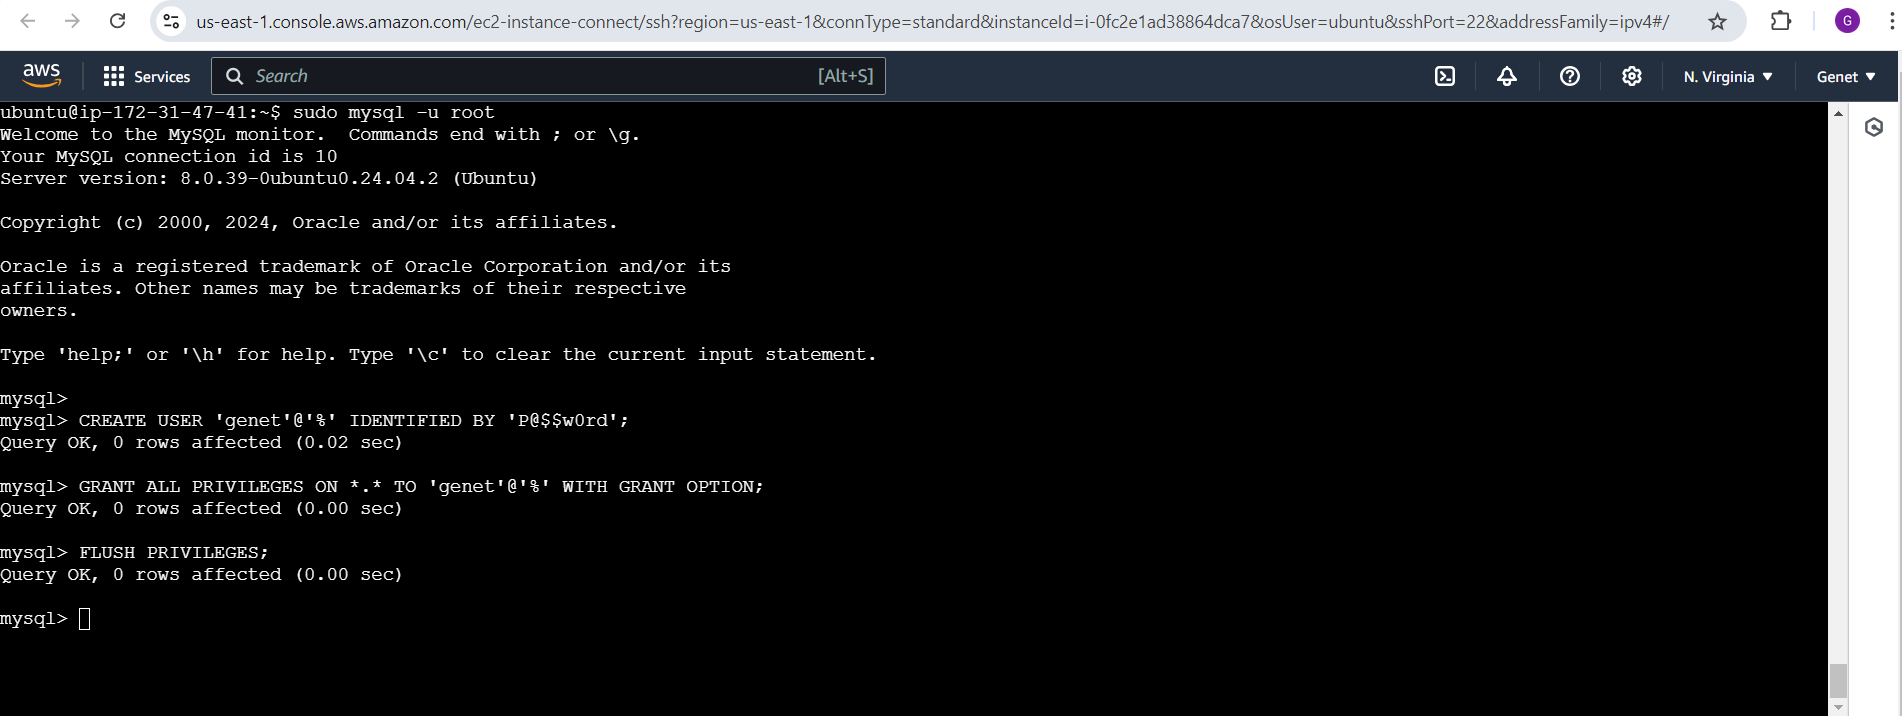 us-east-1.console.aws.amazon.com/ec2-instance-connect/ssh?region=us-east-1&connType=standard&instanceId=i-0fc2e1ad38864dca7&osUser=ubuntu&sshPort=22&addressFamily=ipv4#/
G
aws
Services
Search
[Alt+S]
N. Virginia
Genet
ubuntu@ip-172-31-47-41:~$ sudo mysql -u root
Welcome to the MySQL monitor.  Commands end with ; or \g.
Your MySQL connection id is 10
Server version: 8.0.39-0ubuntu0.24.04.2 (Ubuntu)
Copyright (c) 2000, 2024, Oracle and/or its affiliates.
Oracle is a registered trademark of Oracle Corporation and/or its
affiliates. Other names may be trademarks of their respective
owners.
Type 'help;' or '\h' for help. Type '\c' to clear the current input statement.
mysql>
mysql> CREATE USER 'genet'@'%' IDENTIFIED BY 'P@$$w0rd';
Query OK, 0 rows affected (0.02 sec)
mysql> GRANT ALL PRIVILEGES ON *.* TO 'genet'@'%' WITH GRANT OPTION;
Query OK, 0 rows affected (0.00 sec)
mysql> FLUSH PRIVILEGES;
Query OK, 0 rows affected (0.00 sec)
mysql>